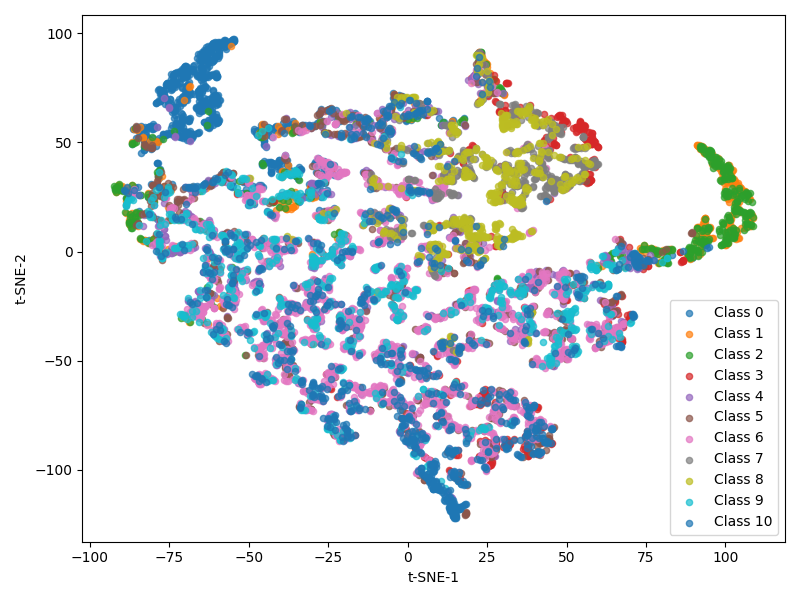 100
50
0
−50
−100
t-SNE-2
−100
−75
−50
−25
0
25
50
75
100
t-SNE-1
Class 0
Class 1
Class 2
Class 3
Class 4
Class 5
Class 6
Class 7
Class 8
Class 9
Class 10